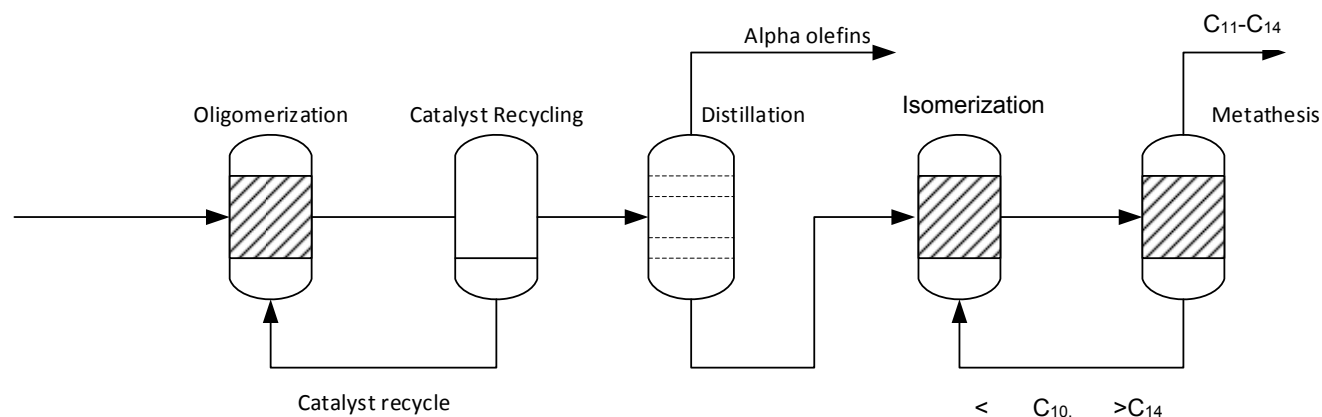 C11-C14
Alpha olefins
Oligomerization
Catalyst Recycling
Distillation
Isomerization
Metathesis
Catalyst recycle
< C10, >C14